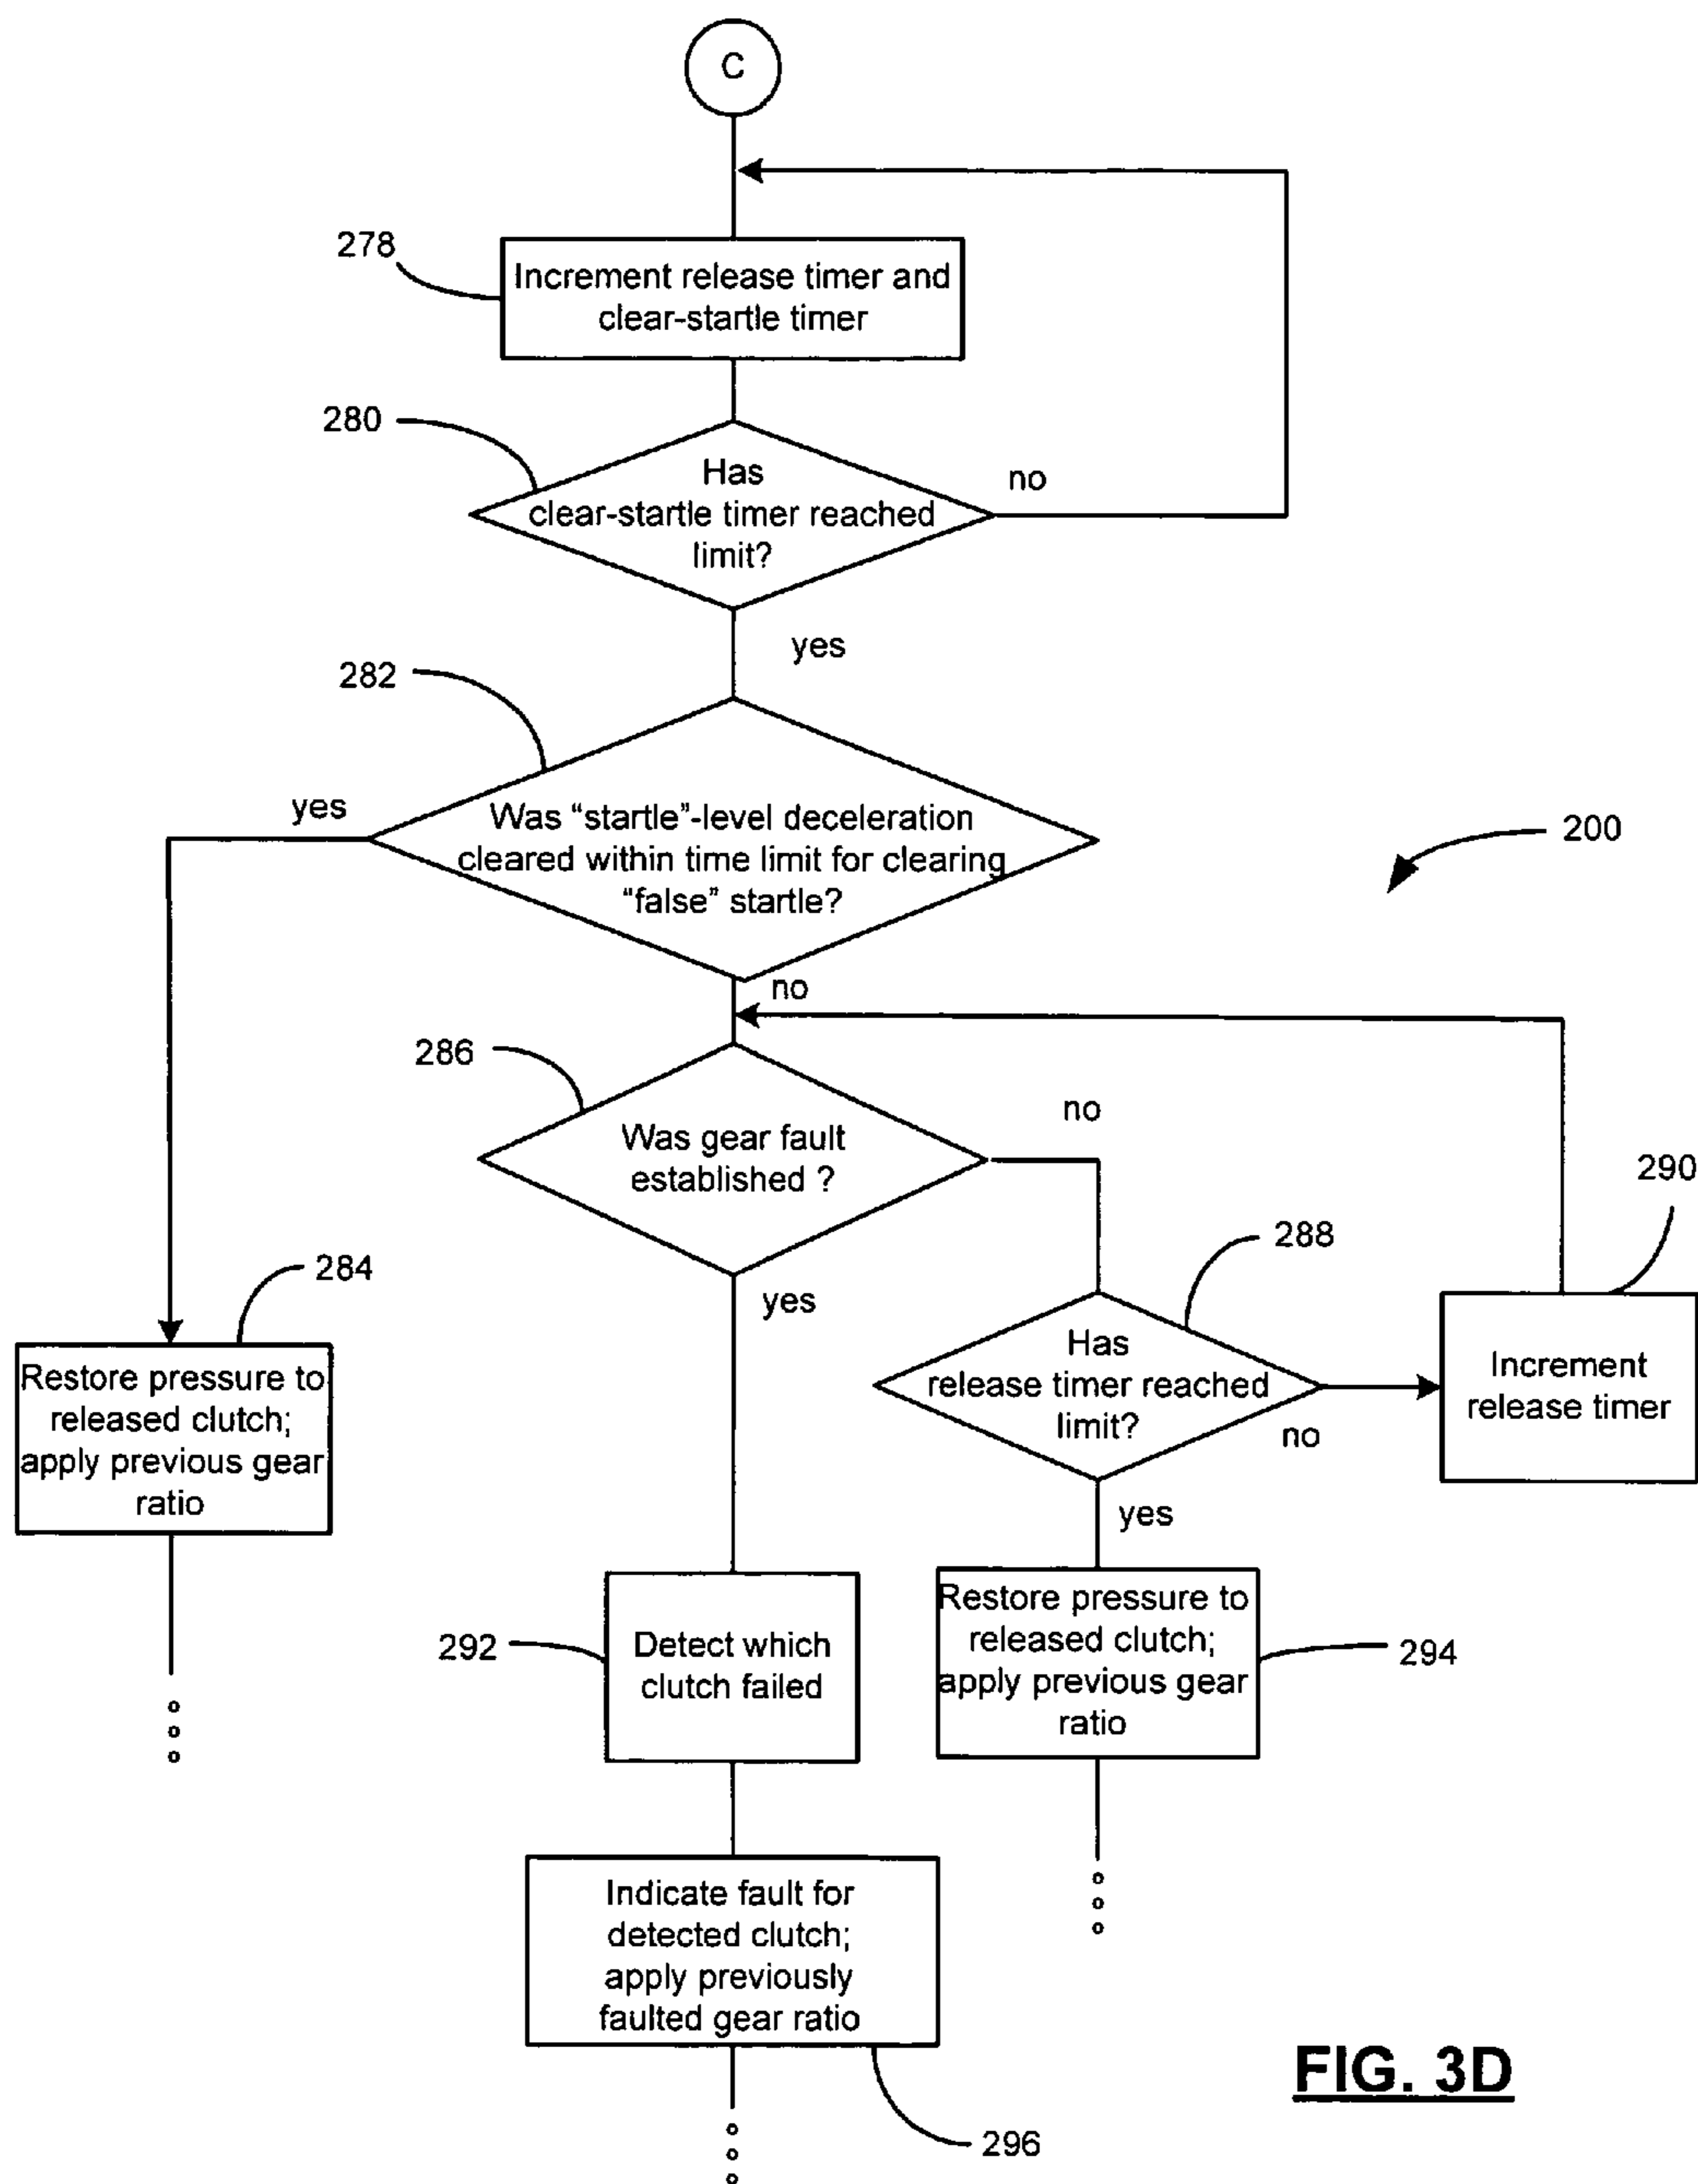 C
278
Increment release timer and
clear-startle timer
280
Has
clear-startle timer reached
limit?
no
yes
282
yes
Was “startle”-level deceleration
cleared within time limit for clearing
“false” startle?
200
no
286
Was gear fault
established ?
no
290
288
284
yes
Has
release timer reached
limit?
no
Increment
release timer
Restore pressure to
released clutch;
apply previous gear
ratio
yes
292
Detect which
clutch failed
Restore pressure to
released clutch;
apply previous gear
ratio
294
Indicate fault for
detected clutch;
apply previously
faulted gear ratio
296
FIG. 3D